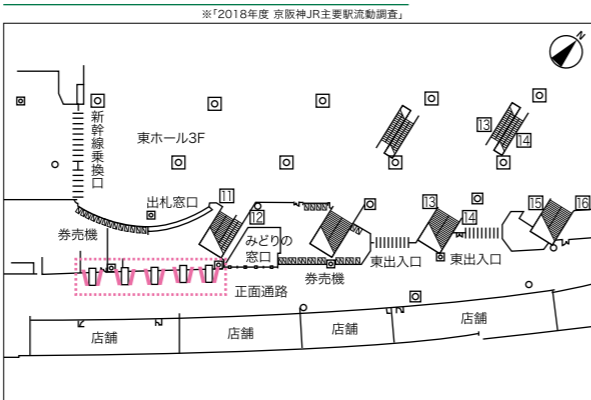 ※「2018年度 京阪神JR主要駅流動調査」
N
新幹線乗換口
東ホール3F
13
14
出札窓口
11
12
13
14
15
16
券売機
みどりの
窓口
券売機
東出入口
東出入口
正面通路
店舗
店舗
店舗
店舗